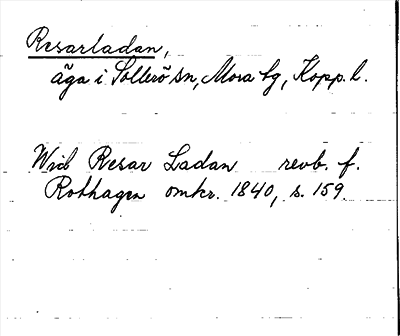 Resarladan,
äga i Sollerö sn, Mora tg, Kopp. l.
Wid Resar Ladan revb. f.
Rothagen omkr. 1840, s. 159.